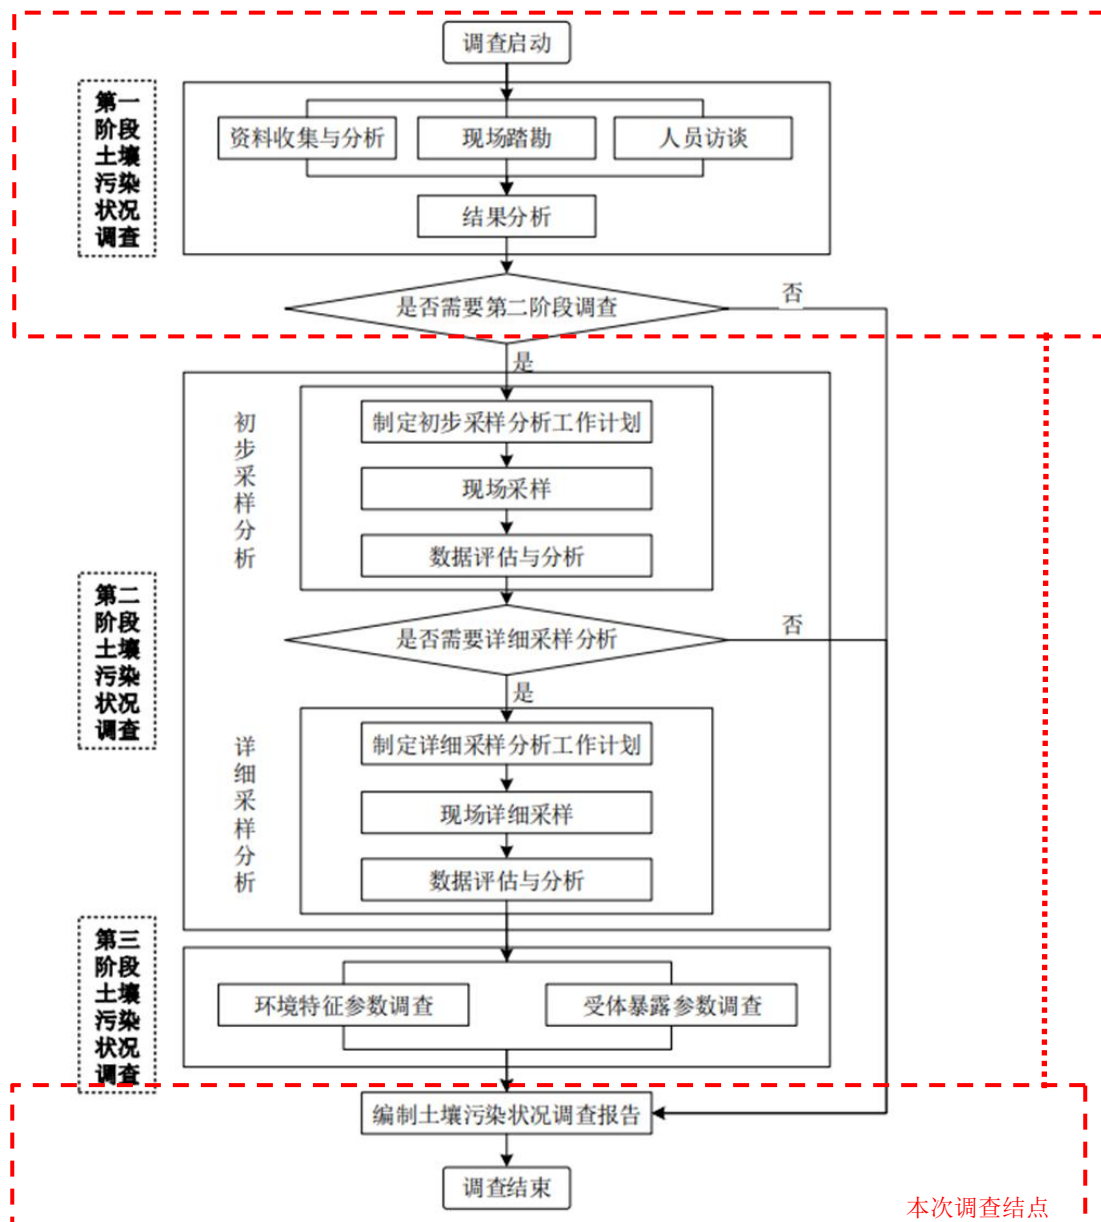 调查启动
第一
阶段
土壤
污染
状况
调查
资料收集与分析
现场踏勘
人员访谈
结果分析
是否需要第二阶段调查
否
是
初
步
采
样
分
析
制定初步采样分析工作计划
现场采样
数据评估与分析
第二
阶段
土壤
污染
状况
调查
是否需要详细采样分析
否
是
详
细
采
样
分
析
制定详细采样分析工作计划
现场详细采样
数据评估与分析
第三
阶段
土壤
污染
状况
调查
环境特征参数调查
受体暴露参数调查
编制土壤污染状况调查报告
调查结束
本次调查结点